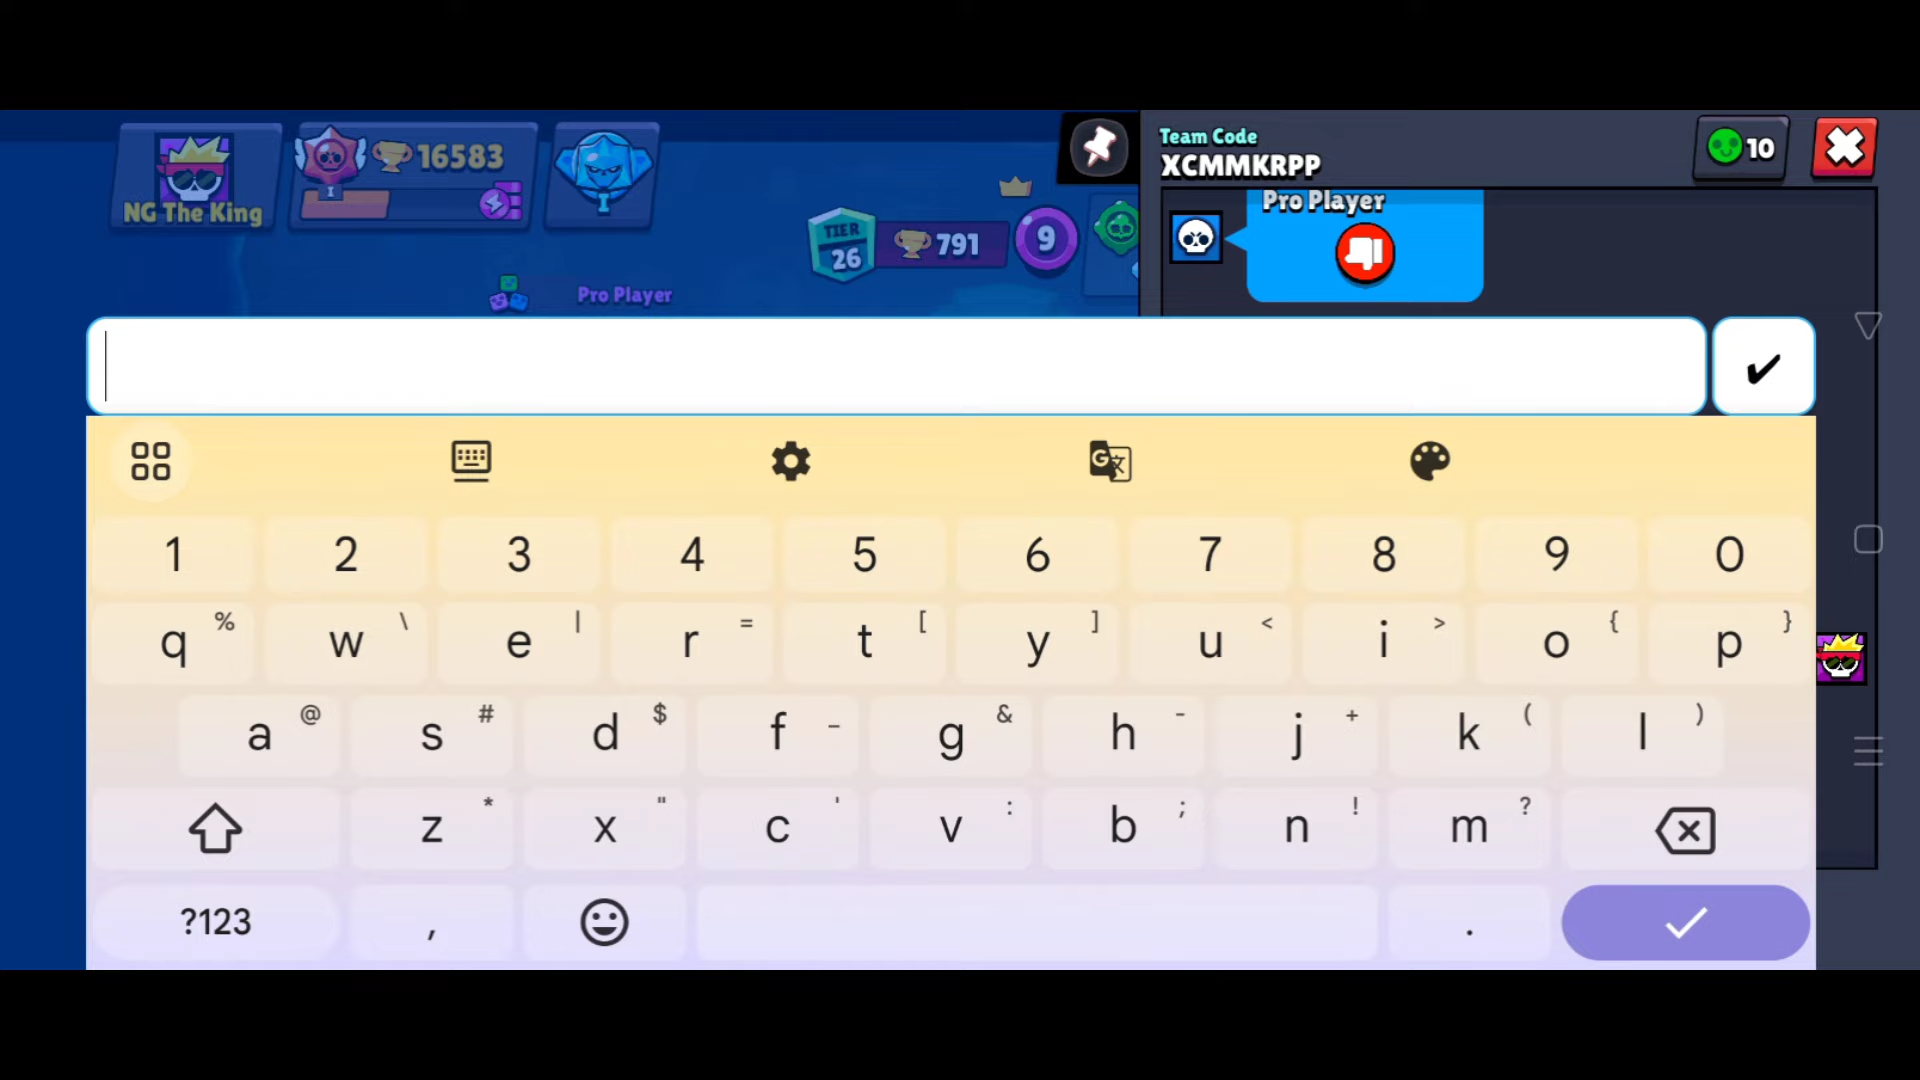 Team Code
XCMMKRPP
10
16583
I
I
NG The King
Pro Player
TIER
26
791
9
Pro Player
1 2 3 4 5 6 7 8 9 0
% \ | = [ ] < > { }
q w e r t y u i o p
@ # $ _ & - + ( )
a s d f g h j k l
* " ' : ; ! ?
z x c v b n m
?123 , .